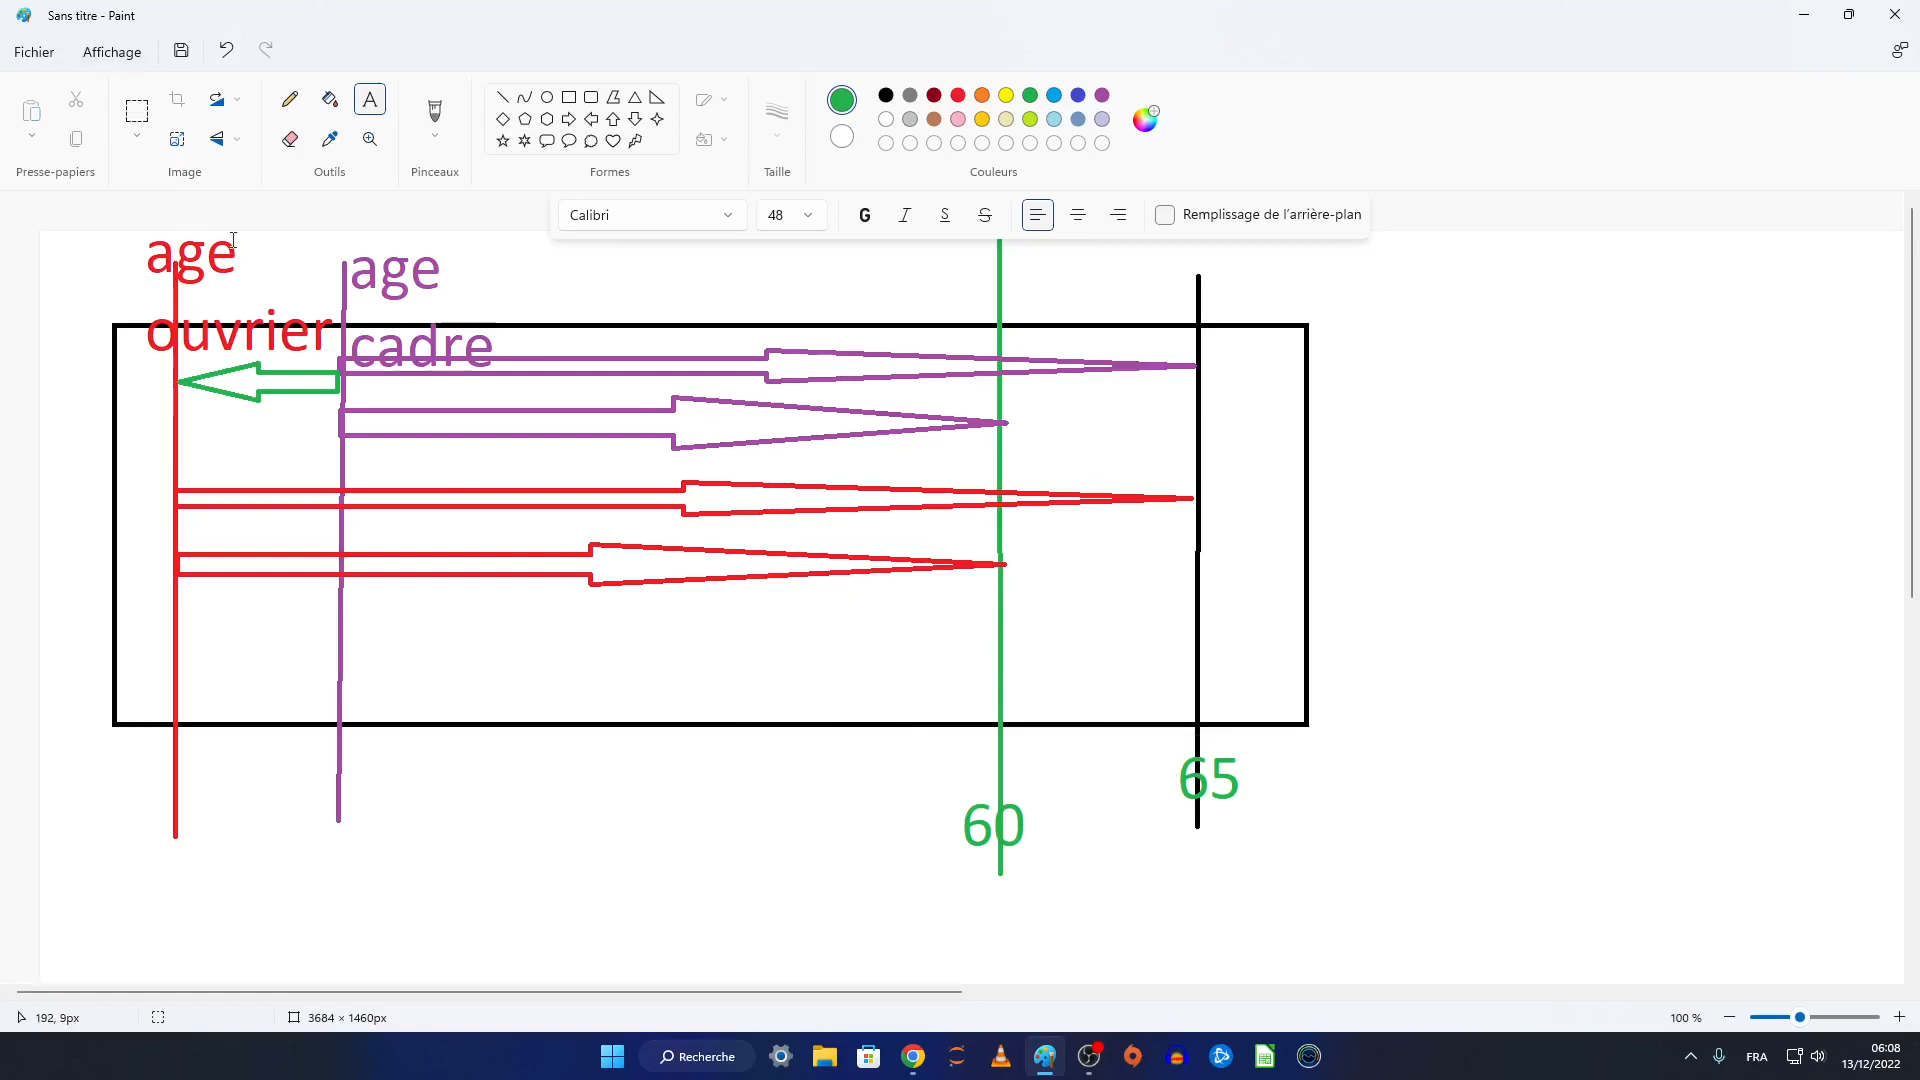 Sans titre - Paint
Fichier
Affichage
Presse-papiers
Image
Outils
Pinceaux
Formes
Taille
Couleurs
Calibri
48
G
I
S
S
Remplissage de l'arrière-plan
age
ouvrier
age
cadre
65
60
192, 9px
3684 × 1460px
100 %
Recherche
FRA
06:08
13/12/2022